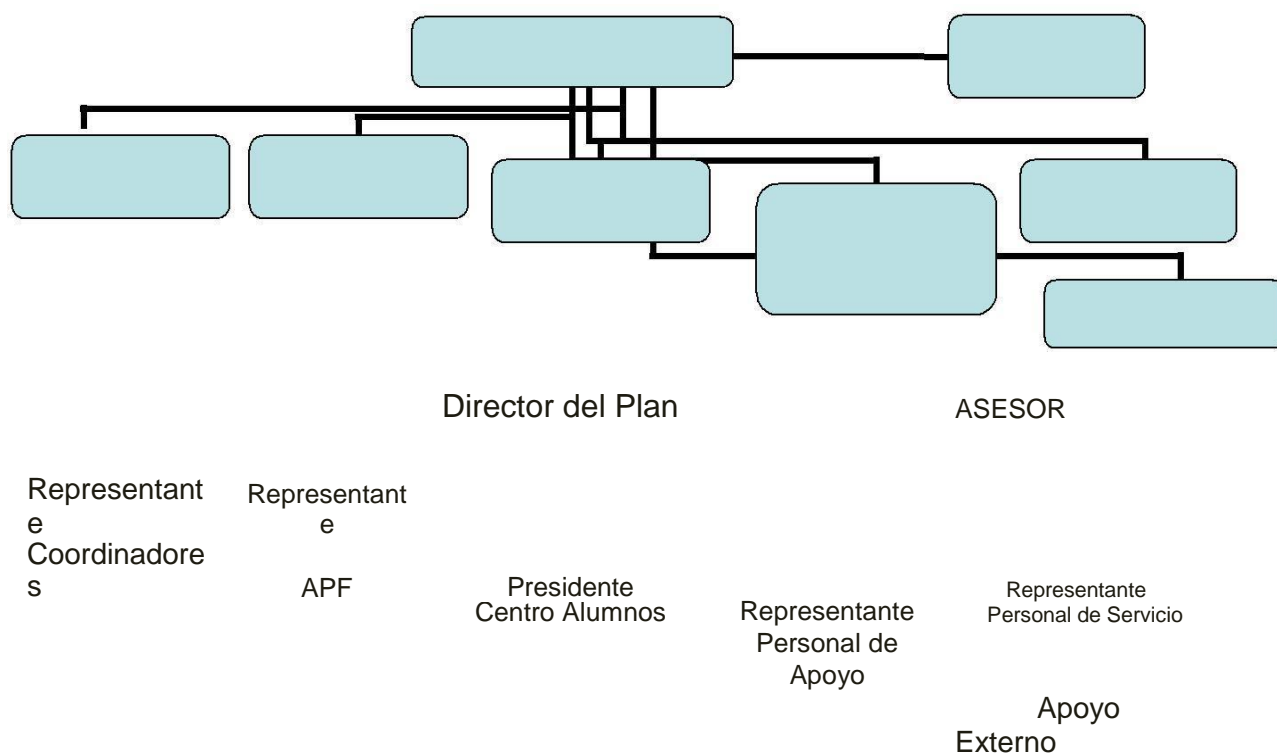 Director del Plan
ASESOR
Representant
e
Coordinadore
s
Representant
e
APF
Presidente
Centro Alumnos
Representante
Personal de
Apoyo
Representante
Personal de Servicio
Apoyo
Externo